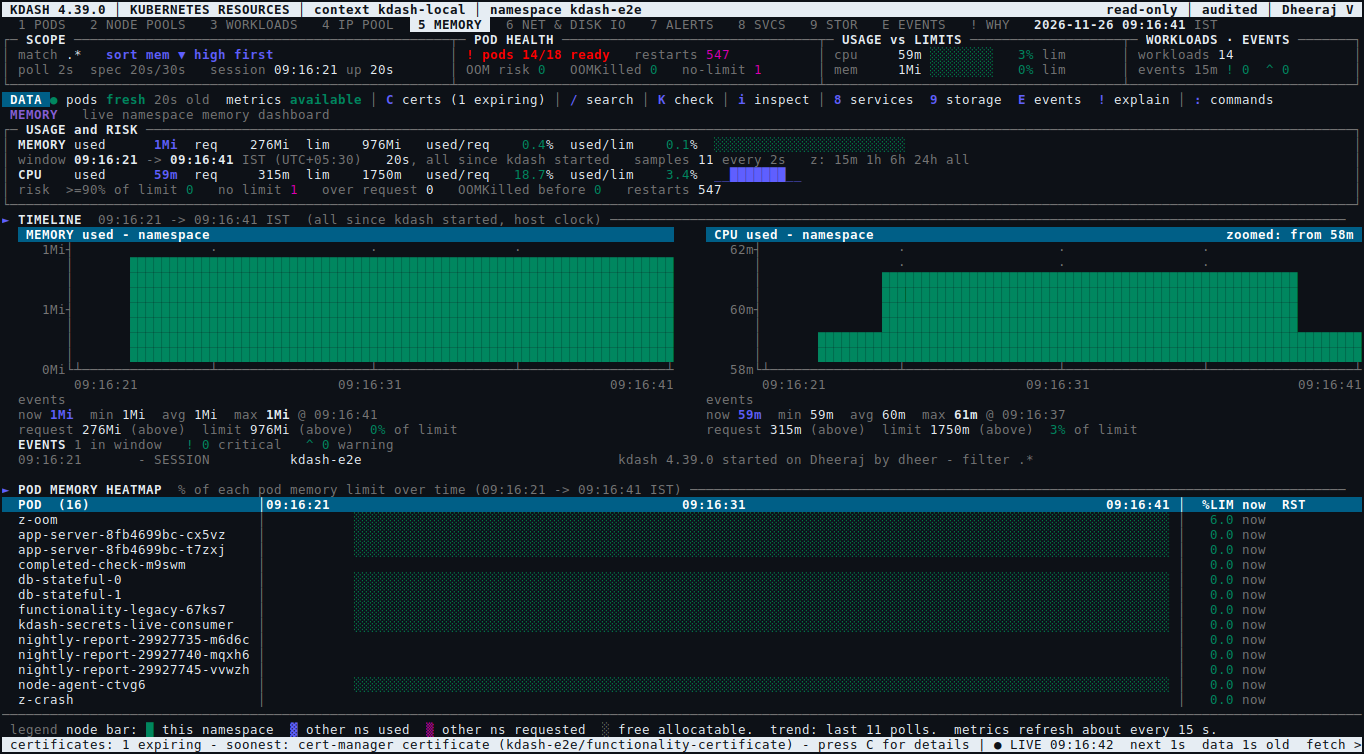 KDASH 4.39.0 │ KUBERNETES RESOURCES │ context kdash-local │ namespace kdash-e2e read-only │ audited │ Dheeraj V
1 PODS 2 NODE POOLS 3 WORKLOADS 4 IP POOL 5 MEMORY 6 NET & DISK IO 7 ALERTS 8 SVCS 9 STOR E EVENTS ! WHY 2026-11-26 09:16:41 IST
SCOPE POD HEALTH USAGE vs LIMITS WORKLOADS · EVENTS
match .* sort mem ▼ high first ! pods 14/18 ready restarts 547 cpu 59m 3% lim workloads 14
poll 2s spec 20s/30s session 09:16:21 up 20s OOM risk 0 OOMKilled 0 no-limit 1 mem 1Mi 0% lim events 15m ! 0 ^ 0
DATA ● pods fresh 20s old metrics available │ C certs (1 expiring) │ / search │ K check │ i inspect │ 8 services 9 storage E events ! explain │ : commands
MEMORY live namespace memory dashboard
USAGE and RISK
MEMORY used 1Mi req 276Mi lim 976Mi used/req 0.4% used/lim 0.1%
window 09:16:21 -> 09:16:41 IST (UTC+05:30) 20s, all since kdash started samples 11 every 2s z: 15m 1h 6h 24h all
CPU used 59m req 315m lim 1750m used/req 18.7% used/lim 3.4%
risk >=90% of limit 0 no limit 1 over request 0 OOMKilled before 0 restarts 547
► TIMELINE 09:16:21 -> 09:16:41 IST (all since kdash started, host clock)
MEMORY used - namespace CPU used - namespace zoomed: from 58m
1Mi 62m
1Mi 60m
0Mi 58m
09:16:21 09:16:31 09:16:41 09:16:21 09:16:31 09:16:41
events events
now 1Mi min 1Mi avg 1Mi max 1Mi @ 09:16:41 now 59m min 59m avg 60m max 61m @ 09:16:37
request 276Mi (above) limit 976Mi (above) 0% of limit request 315m (above) limit 1750m (above) 3% of limit
EVENTS 1 in window ! 0 critical ^ 0 warning
09:16:21 - SESSION kdash-e2e kdash 4.39.0 started on Dheeraj by dheer - filter .*
► POD MEMORY HEATMAP % of each pod memory limit over time (09:16:21 -> 09:16:41 IST)
POD (16) 09:16:21 09:16:31 09:16:41 %LIM now RST
z-oom 6.0 now
app-server-8fb4699bc-cx5vz 0.0 now
app-server-8fb4699bc-t7zxj 0.0 now
completed-check-m9swm 0.0 now
db-stateful-0 0.0 now
db-stateful-1 0.0 now
functionality-legacy-67ks7 0.0 now
kdash-secrets-live-consumer 0.0 now
nightly-report-29927735-m6d6c 0.0 now
nightly-report-29927740-mqxh6 0.0 now
nightly-report-29927745-vvwzh 0.0 now
node-agent-ctvg6 0.0 now
z-crash 0.0 now
legend node bar: this namespace other ns used other ns requested free allocatable. trend: last 11 polls. metrics refresh about every 15 s.
certificates: 1 expiring - soonest: cert-manager certificate (kdash-e2e/functionality-certificate) - press C for details │ ● LIVE 09:16:42 next 1s data 1s old fetch >